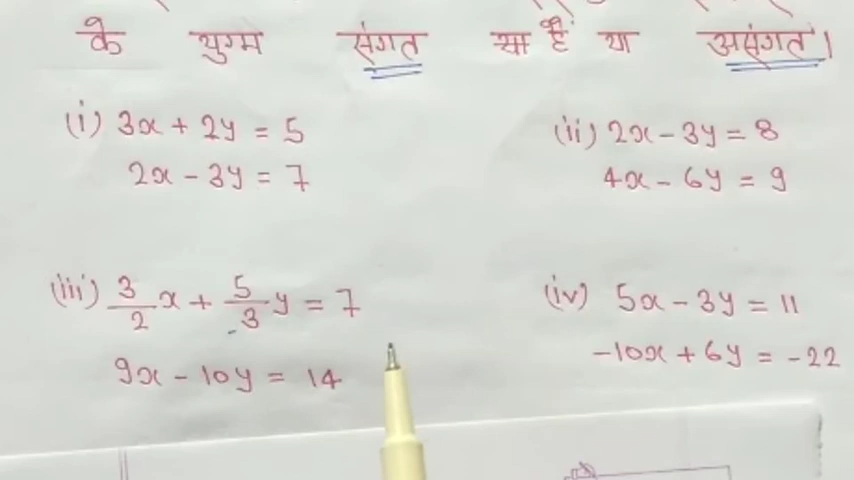 के युग्म संगत या हैं या असंगत।
(i) 3x + 2y = 5
2x - 3y = 7
(ii) 2x - 3y = 8
4x - 6y = 9
(iii) 3/2 x + 5/3 y = 7
9x - 10y = 14
(iv) 5x - 3y = 11
-10x + 6y = -22